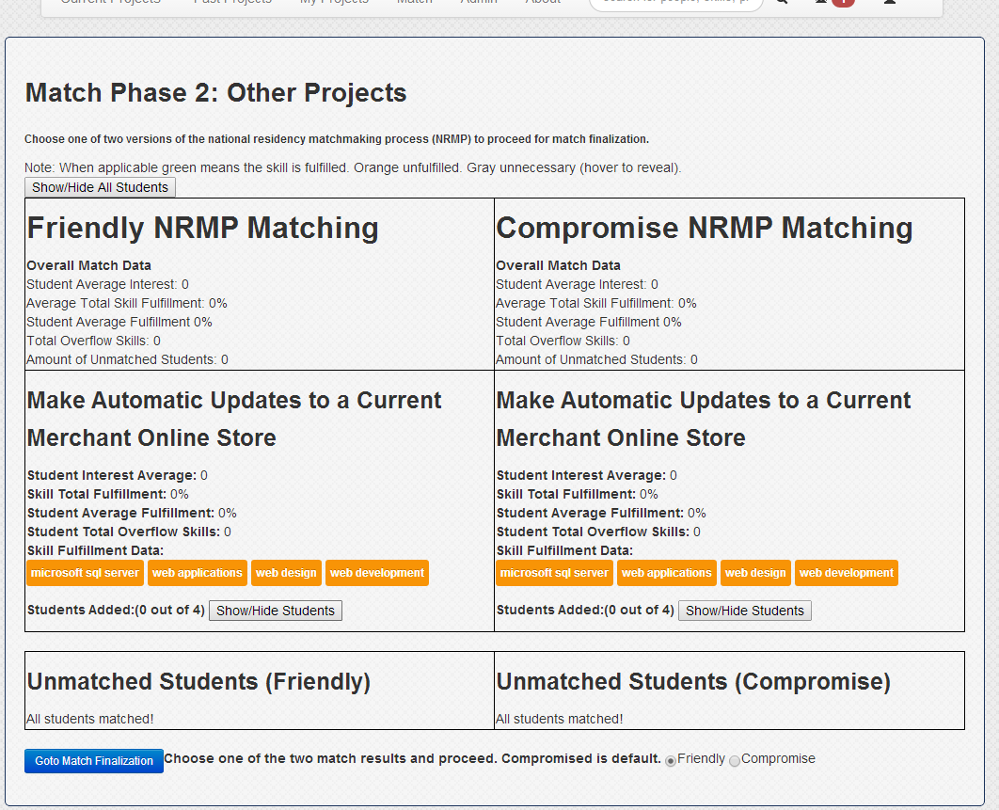 Current Projects Past Projects My Projects Match Admin About
Match Phase 2: Other Projects
Choose one of two versions of the national residency matchmaking process (NRMP) to proceed for match finalization.
Note: When applicable green means the skill is fulfilled. Orange unfulfilled. Gray unnecessary (hover to reveal).
Show/Hide All Students
Friendly NRMP Matching
Overall Match Data
Student Average Interest: 0
Average Total Skill Fulfillment: 0%
Student Average Fulfillment 0%
Total Overflow Skills: 0
Amount of Unmatched Students: 0
Compromise NRMP Matching
Overall Match Data
Student Average Interest: 0
Average Total Skill Fulfillment: 0%
Student Average Fulfillment 0%
Total Overflow Skills: 0
Amount of Unmatched Students: 0
Make Automatic Updates to a Current
Merchant Online Store
Student Interest Average: 0
Skill Total Fulfillment: 0%
Student Average Fulfillment: 0%
Student Total Overflow Skills: 0
Skill Fulfillment Data:
microsoft sql server web applications web design web development
Students Added:(0 out of 4) Show/Hide Students
Make Automatic Updates to a Current
Merchant Online Store
Student Interest Average: 0
Skill Total Fulfillment: 0%
Student Average Fulfillment: 0%
Student Total Overflow Skills: 0
Skill Fulfillment Data:
microsoft sql server web applications web design web development
Students Added:(0 out of 4) Show/Hide Students
Unmatched Students (Friendly)
All students matched!
Unmatched Students (Compromise)
All students matched!
Goto Match Finalization Choose one of the two match results and proceed. Compromised is default. Friendly Compromise